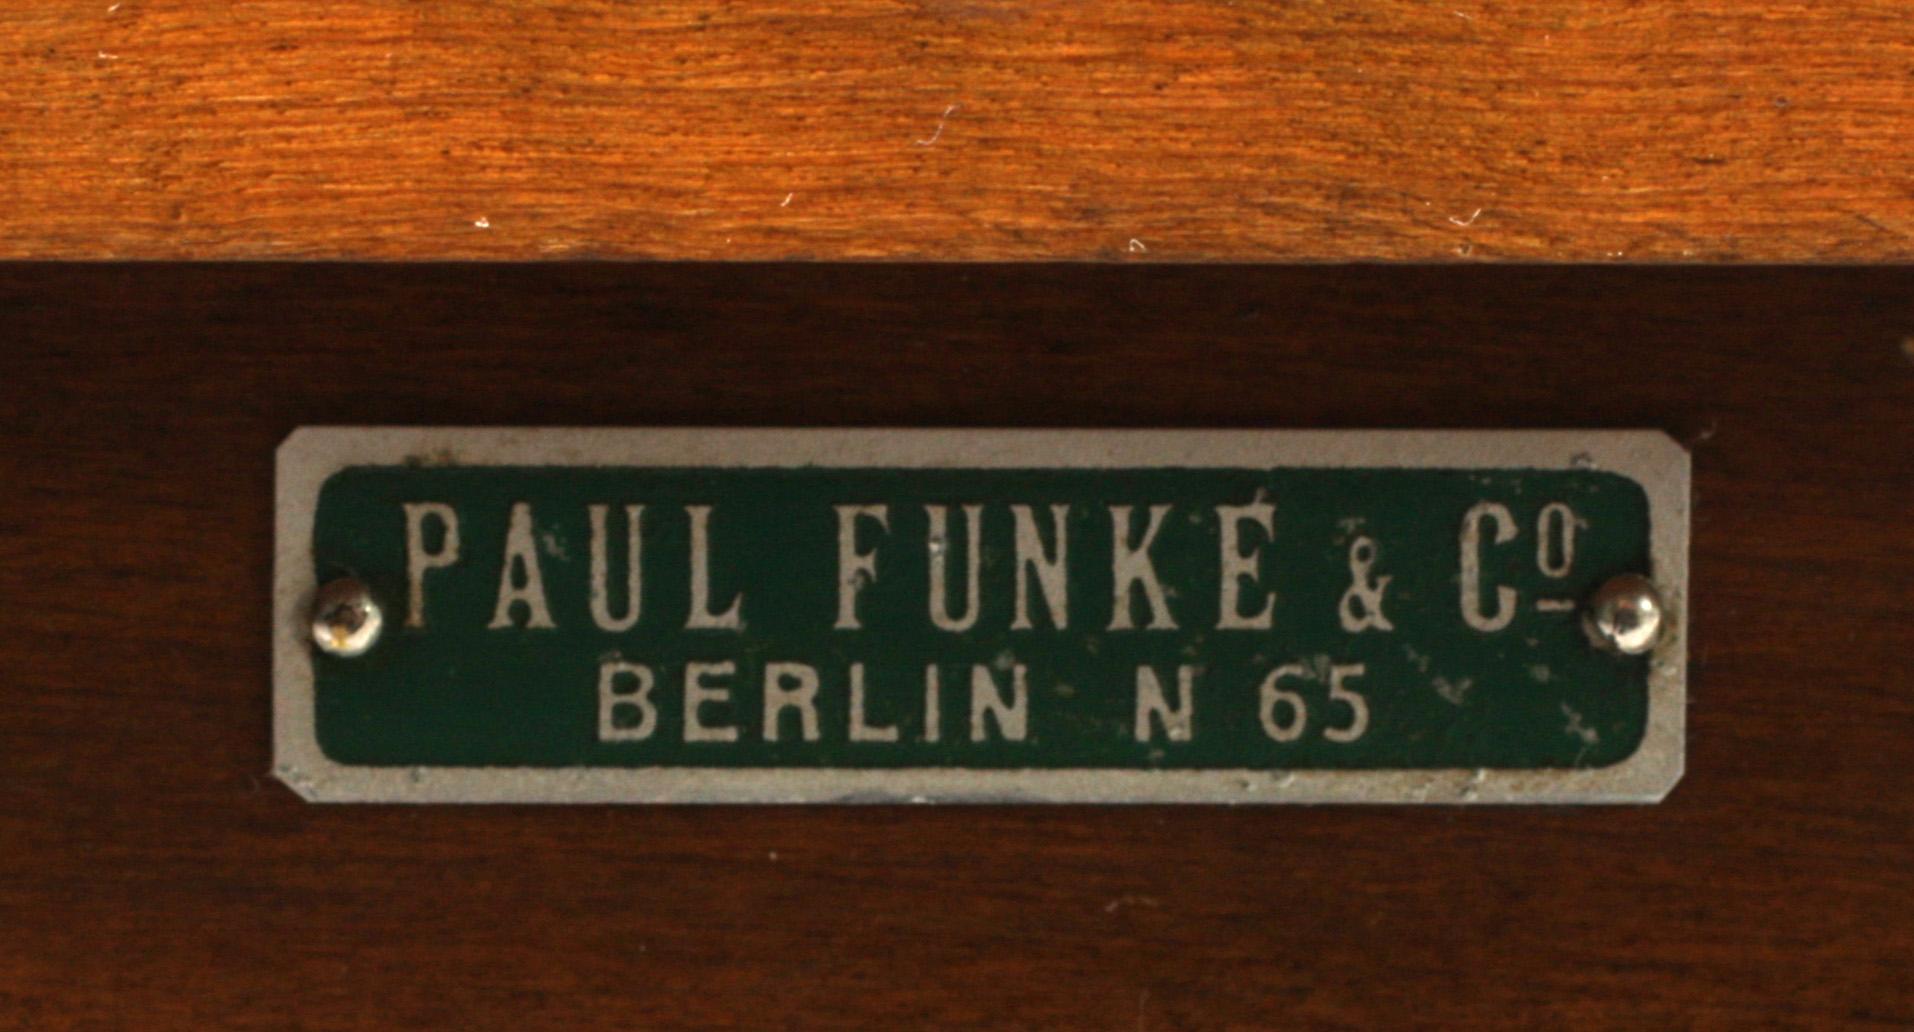 PAUL FUNKE & Cº
BERLIN N 65